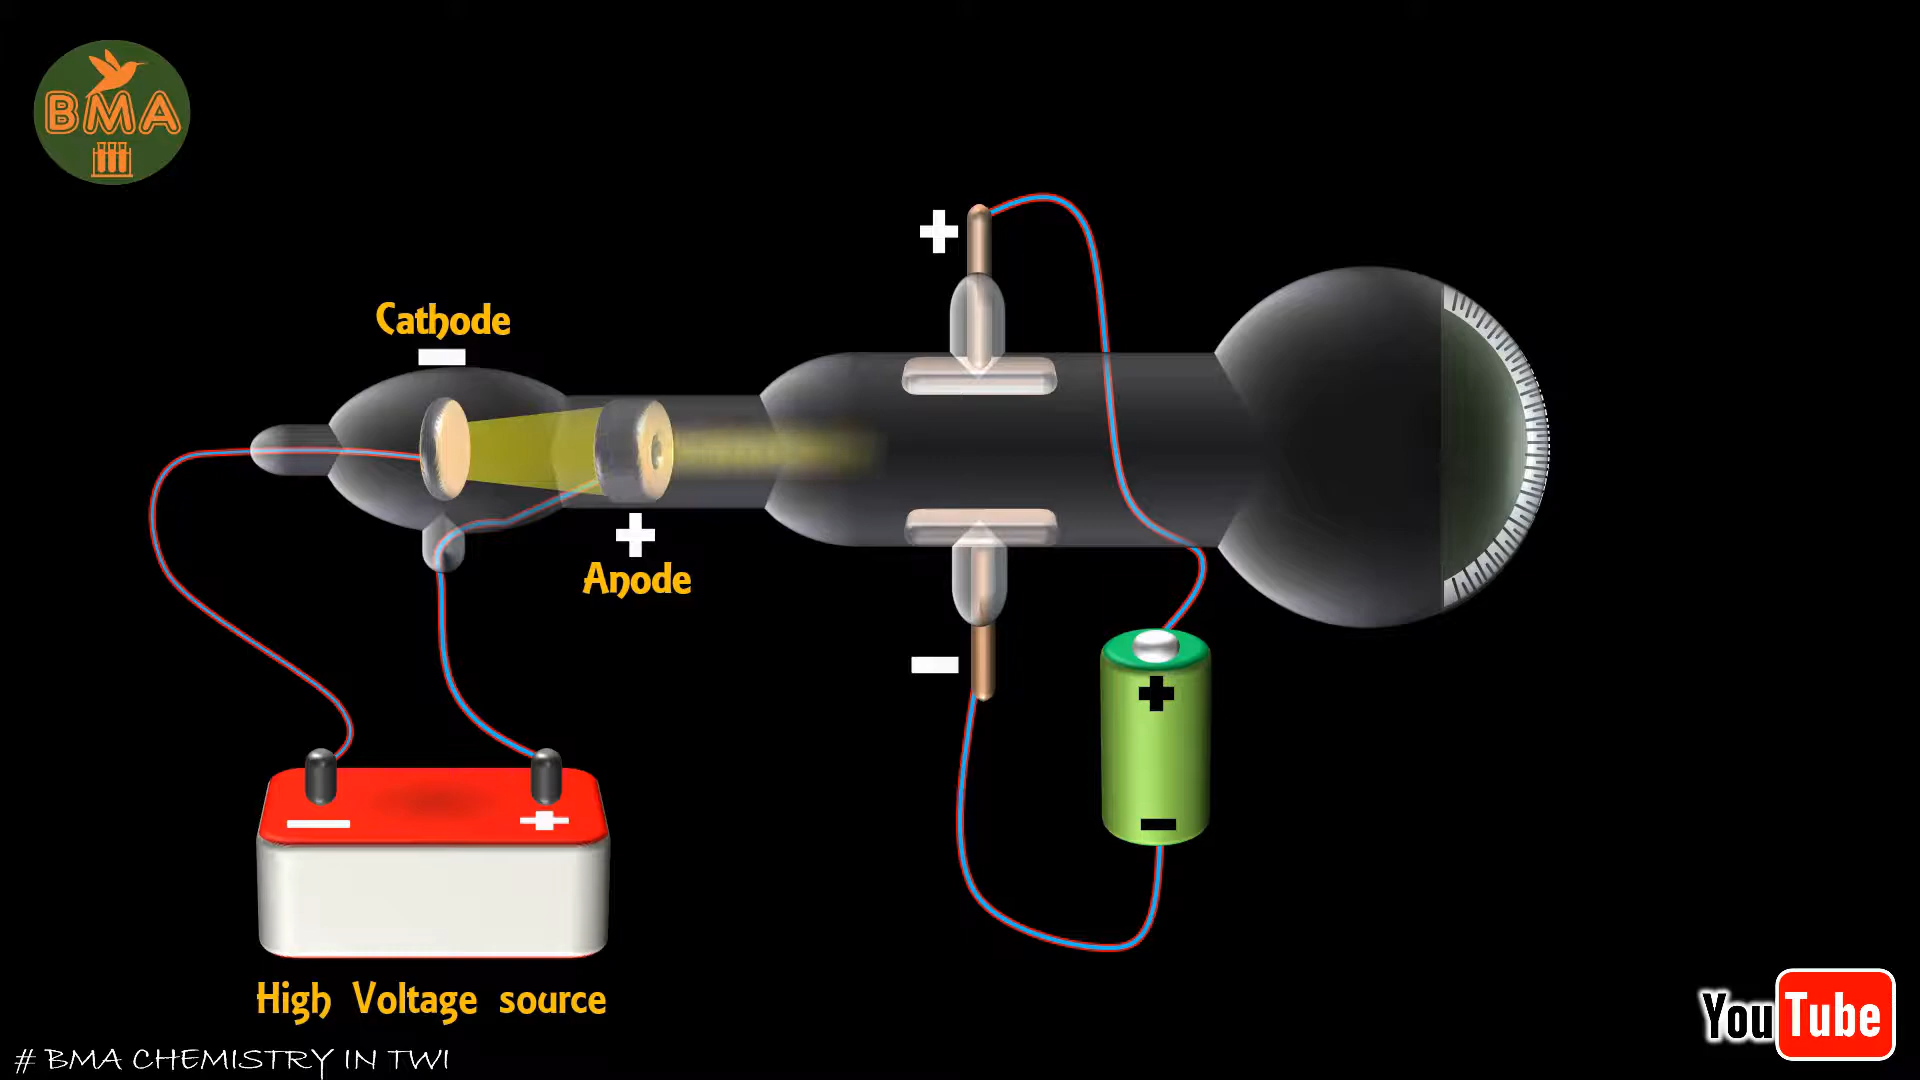 BMA
+
Cathode
−
+
Anode
−
+
−
− +
High Voltage source
YouTube
# BMA CHEMISTRY IN TWI